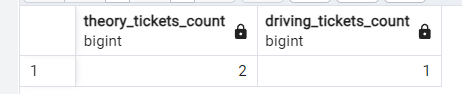 theory_tickets_count driving_tickets_count
bigint bigint
1 2 1